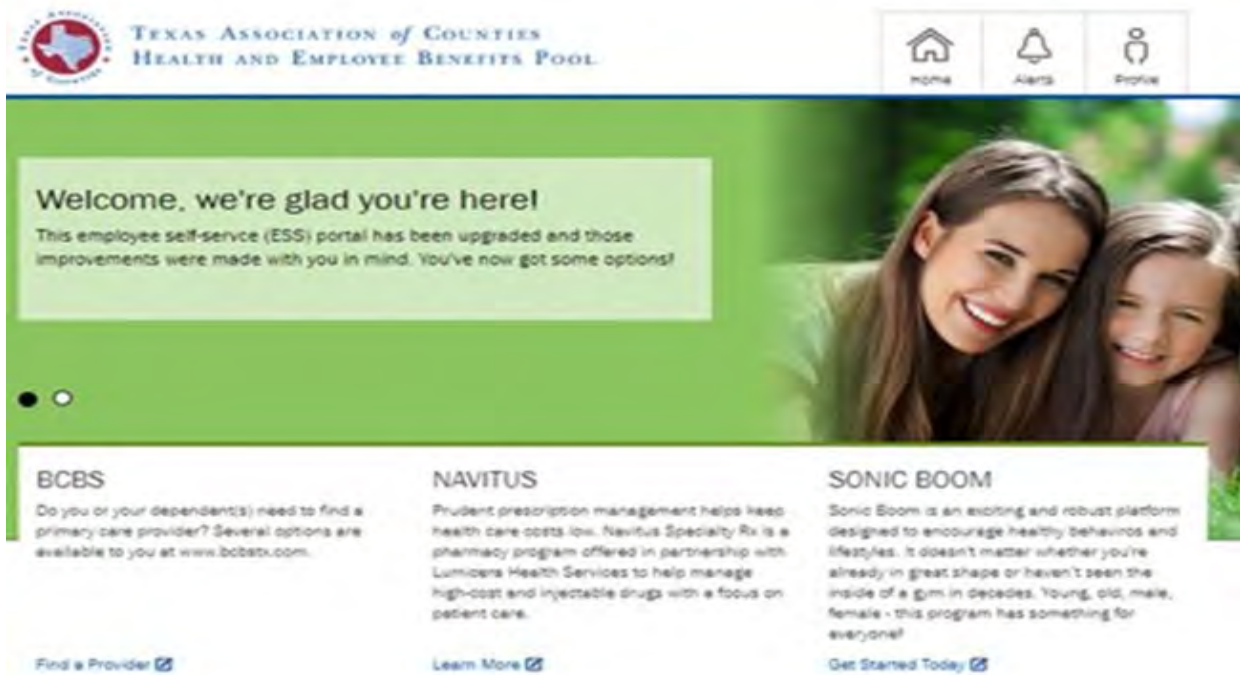 TEXAS ASSOCIATION of COUNTIES
HEALTH AND EMPLOYEE BENEFITS POOL
Home
Alerts
Profile
Welcome, we're glad you're here!
This employee self-servce (ESS) portal has been upgraded and those
improvements were made with you in mind. You've now got some options!
BCBS
Do you or your dependent(s) need to find a
primary care provider? Several options are
available to you at www.bcbstx.com.
Find a Provider
NAVITUS
Prudent prescription management helps keep
health care costs low. Navitus Specialty Rx is a
pharmacy program offered in partnership with
Lumicera Health Services to help manage
high-cost and injectable drugs with a focus on
patient care.
Learn More
SONIC BOOM
Sonic Boom is an exciting and robust platform
designed to encourage healthy behaviros and
lifestyles. It doesn't matter whether you're
already in great shape or haven't seen the
inside of a gym in decades. Young, old, male,
female - this program has something for
everyone!
Get Started Today